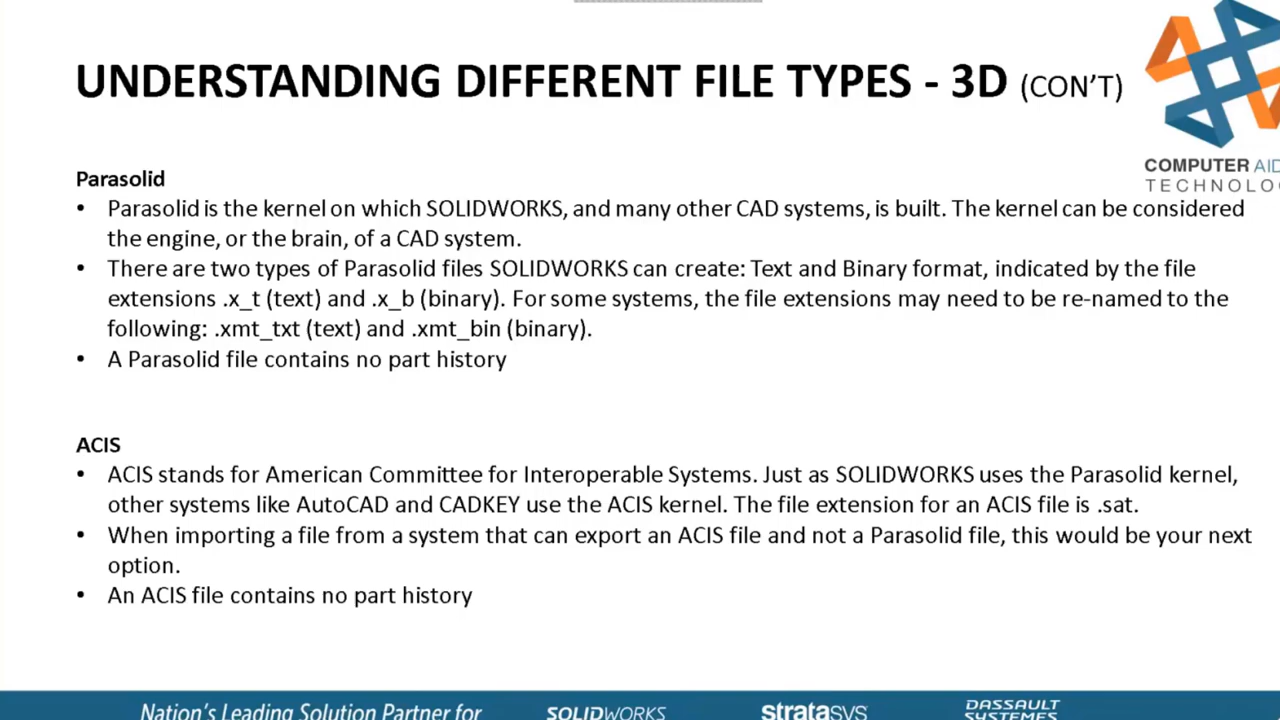 UNDERSTANDING DIFFERENT FILE TYPES - 3D (CON'T)
COMPUTER AID
TECHNOLO
Parasolid
• Parasolid is the kernel on which SOLIDWORKS, and many other CAD systems, is built. The kernel can be considered
the engine, or the brain, of a CAD system.
• There are two types of Parasolid files SOLIDWORKS can create: Text and Binary format, indicated by the file
extensions .x_t (text) and .x_b (binary). For some systems, the file extensions may need to be re-named to the
following: .xmt_txt (text) and .xmt_bin (binary).
• A Parasolid file contains no part history
ACIS
• ACIS stands for American Committee for Interoperable Systems. Just as SOLIDWORKS uses the Parasolid kernel,
other systems like AutoCAD and CADKEY use the ACIS kernel. The file extension for an ACIS file is .sat.
• When importing a file from a system that can export an ACIS file and not a Parasolid file, this would be your next
option.
• An ACIS file contains no part history
Nation's Leading Solution Partner for SOLIDWORKS stratasys DASSAULT
SYSTEMES